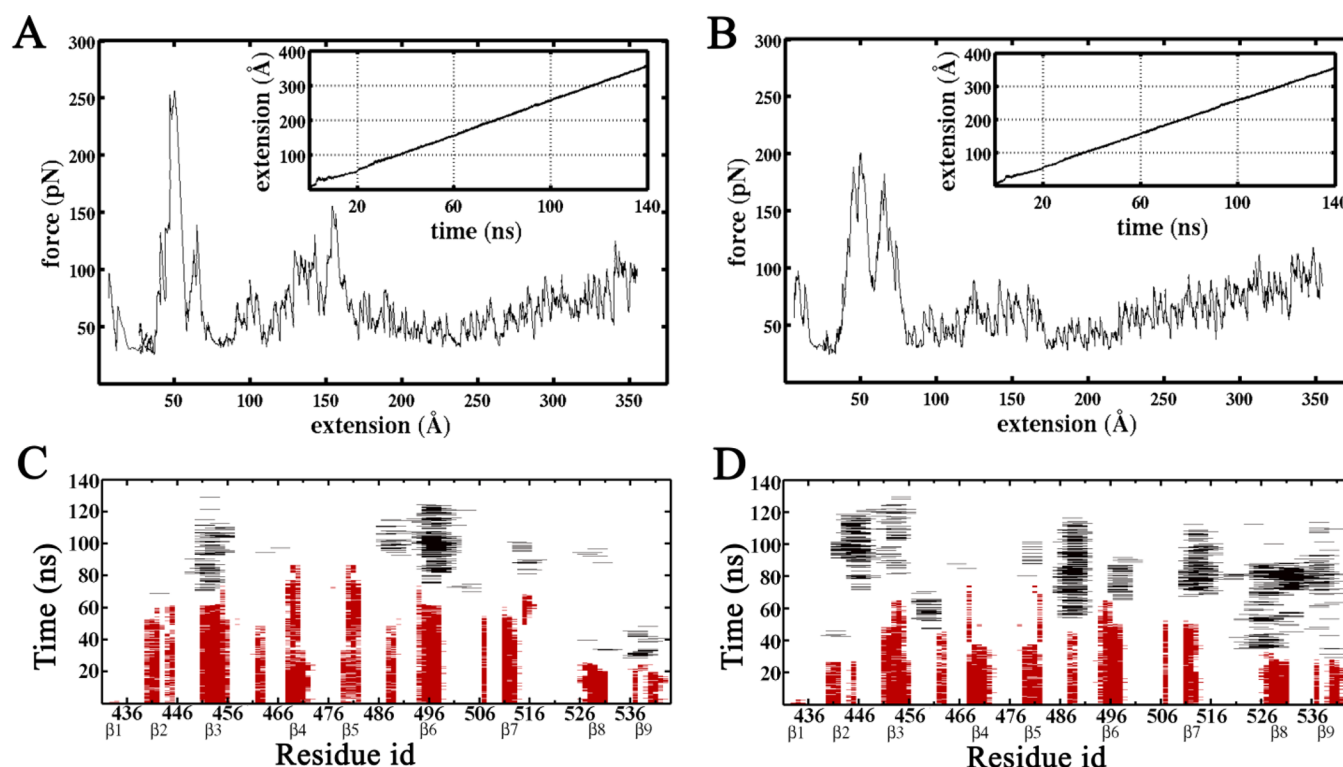 A
B
300
250
200
150
100
50
force (pN)
50 100 150 200 250 300 350
extension (Å)
400
300
200
100
extension (Å)
20 60 100 140
time (ns)
300
250
200
150
100
50
force (pN)
50 100 150 200 250 300 350
extension (Å)
400
300
200
100
extension (Å)
20 60 100 140
time (ns)
C
D
140
120
100
80
60
40
20
Time (ns)
436 446 456 466 476 486 496 506 516 526 536
β1 β2 β3 β4 β5 β6 β7 β8 β9
Residue id
140
120
100
80
60
40
20
Time (ns)
436 446 456 466 476 486 496 506 516 526 536
β1 β2 β3 β4 β5 β6 β7 β8 β9
Residue id